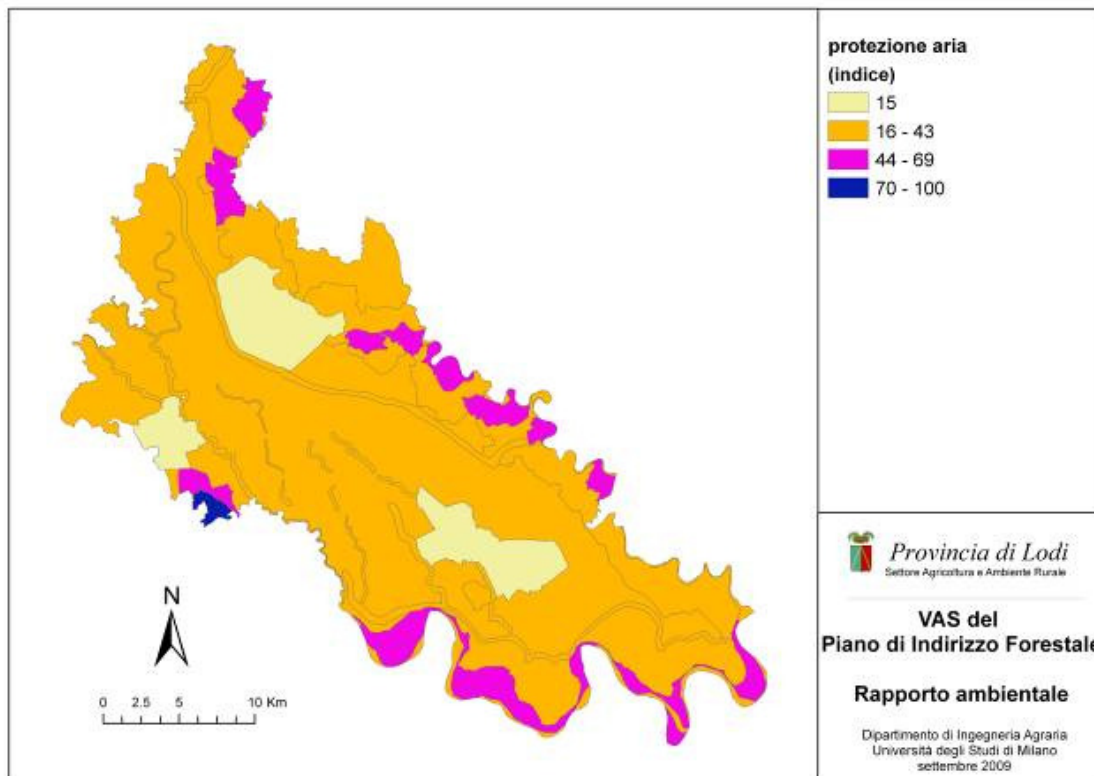 protezione aria
(indice)
15
16 - 43
44 - 69
70 - 100
N
0 2.5 5 10 Km
Provincia di Lodi
Settore Agricoltura e Ambiente Rurale
VAS del
Piano di Indirizzo Forestale
Rapporto ambientale
Dipartimento di Ingegneria Agraria
Università degli Studi di Milano
settembre 2009